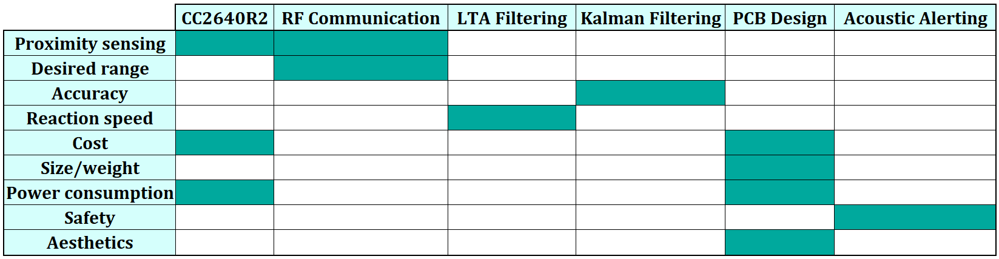 CC2640R2 RF Communication LTA Filtering Kalman Filtering PCB Design Acoustic Alerting
Proximity sensing
Desired range
Accuracy
Reaction speed
Cost
Size/weight
Power consumption
Safety
Aesthetics